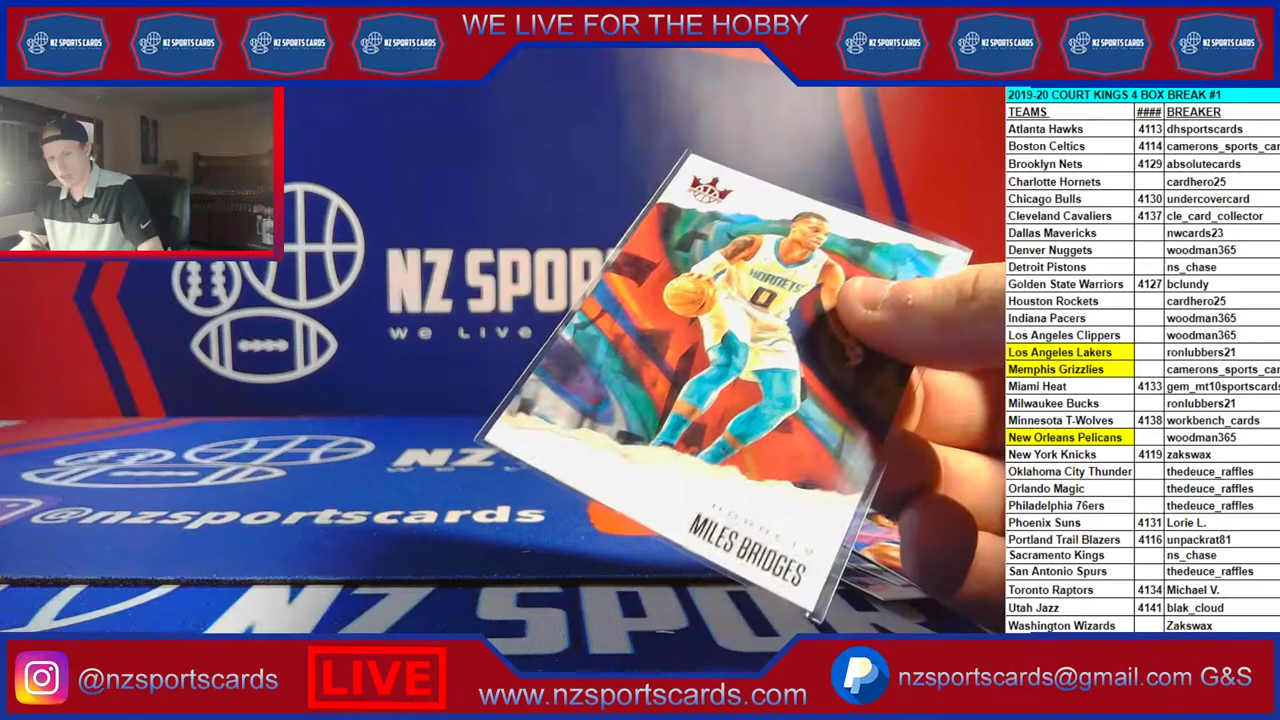 WE LIVE FOR THE HOBBY
NZ SPORTS CARDS
NZ SPORTS CARDS
NZ SPORTS CARDS
NZ SPORTS CARDS
NZ SPORTS CARDS
NZ SPORTS CARDS
NZ SPORTS CARDS
NZ SPORTS CARDS
NZ SPOR
We Live
HORNETS
0
HORNETS
MILES BRIDGES
@nzsportscards
NZ SPOR
2019-20 COURT KINGS 4 BOX BREAK #1
TEAMS #### BREAKER
Atlanta Hawks 4113 dhsportscards
Boston Celtics 4114 camerons_sports_ca
Brooklyn Nets 4129 absolutecards
Charlotte Hornets cardhero25
Chicago Bulls 4130 undercovercard
Cleveland Cavaliers 4137 cle_card_collector
Dallas Mavericks nwcards23
Denver Nuggets woodman365
Detroit Pistons ns_chase
Golden State Warriors 4127 bclundy
Houston Rockets cardhero25
Indiana Pacers woodman365
Los Angeles Clippers woodman365
Los Angeles Lakers ronlubbers21
Memphis Grizzlies camerons_sports_ca
Miami Heat 4133 gem_mt10sportscards
Milwaukee Bucks ronlubbers21
Minnesota T-Wolves 4138 workbench_cards
New Orleans Pelicans woodman365
New York Knicks 4119 zakswax
Oklahoma City Thunder thedeuce_raffles
Orlando Magic thedeuce_raffles
Philadelphia 76ers thedeuce_raffles
Phoenix Suns 4131 Lorie L.
Portland Trail Blazers 4116 unpackrat81
Sacramento Kings ns_chase
San Antonio Spurs thedeuce_raffles
Toronto Raptors 4134 Michael V.
Utah Jazz 4141 blak_cloud
Washington Wizards Zakswax
@nzsportscards
LIVE
www.nzsportscards.com
nzsportscards@gmail.com G&S